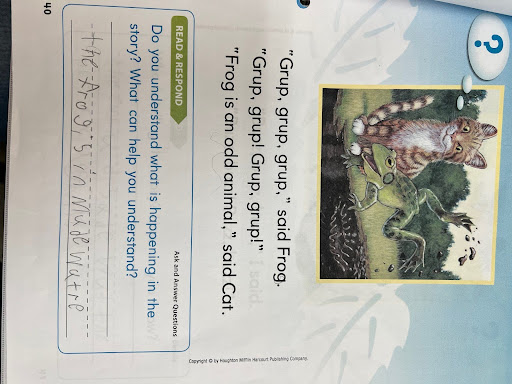 ?
"Grup, grup, grup," said Frog.
"Grup, grup! Grup, grup!"
"Frog is an odd animal," said Cat.
Copyright © by Houghton Mifflin Harcourt Publishing Company
READ & RESPOND
Ask and Answer Questions
Do you understand what is happening in the
story? What can help you understand?
the frog is in Mude Watre
40